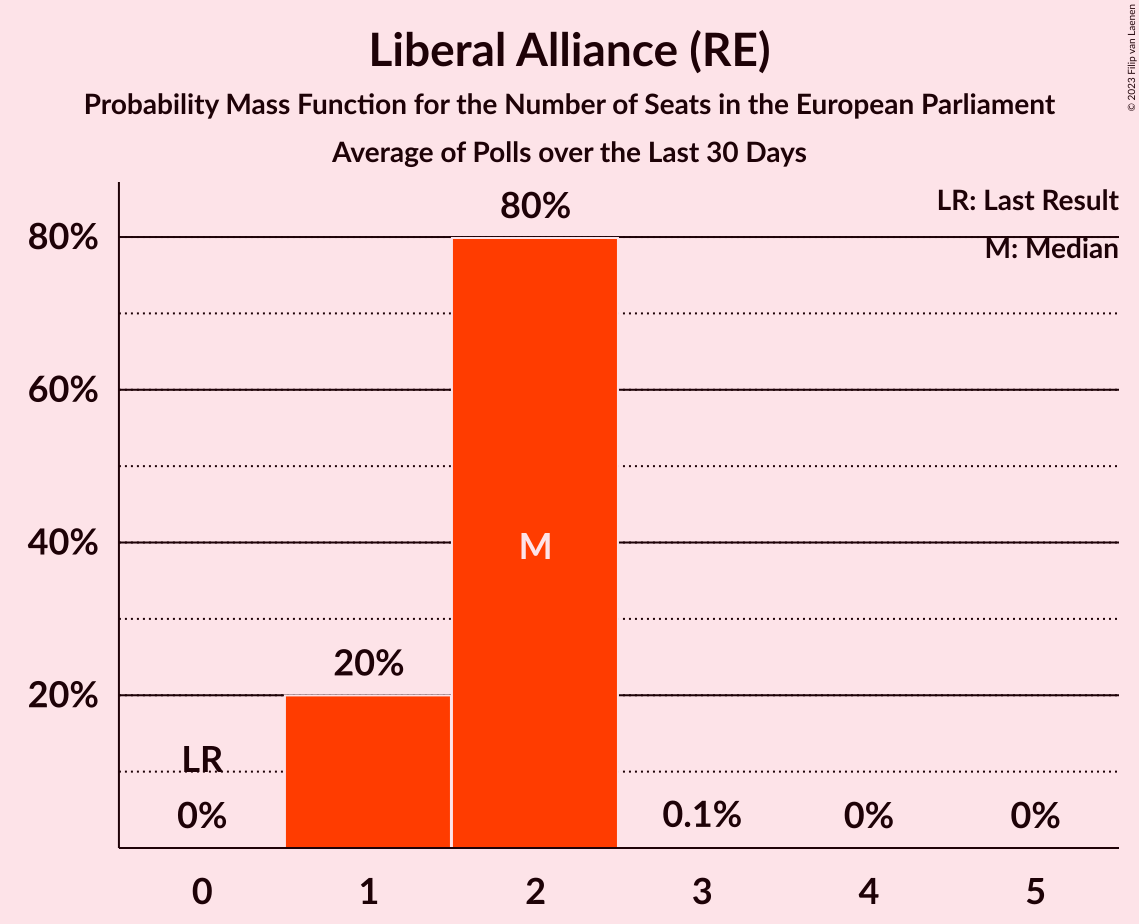 Liberal Alliance (RE)
Probability Mass Function for the Number of Seats in the European Parliament
Average of Polls over the Last 30 Days
© 2023 Filip van Laenen
LR: Last Result
M: Median
80%
60%
40%
20%
LR
0%
20%
80%
M
0.1%
0%
0%
0 1 2 3 4 5